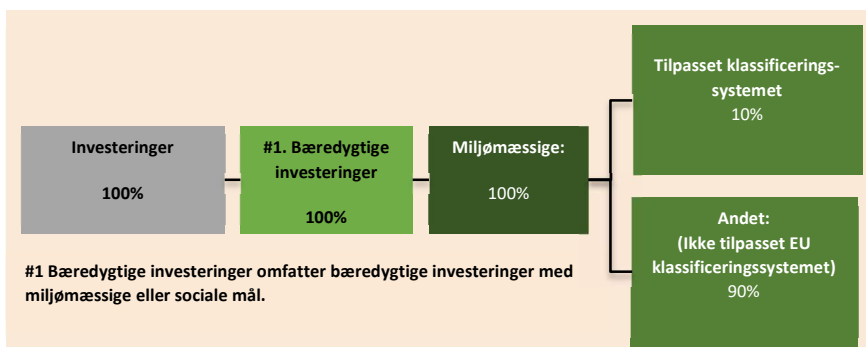 Investeringer
100%
#1. Bæredygtige
investeringer
100%
Miljømæssige:
100%
Tilpasset klassificerings-
systemet
10%
Andet:
(Ikke tilpasset EU
klassificeringssystemet)
90%
#1 Bæredygtige investeringer omfatter bæredygtige investeringer med
miljømæssige eller sociale mål.